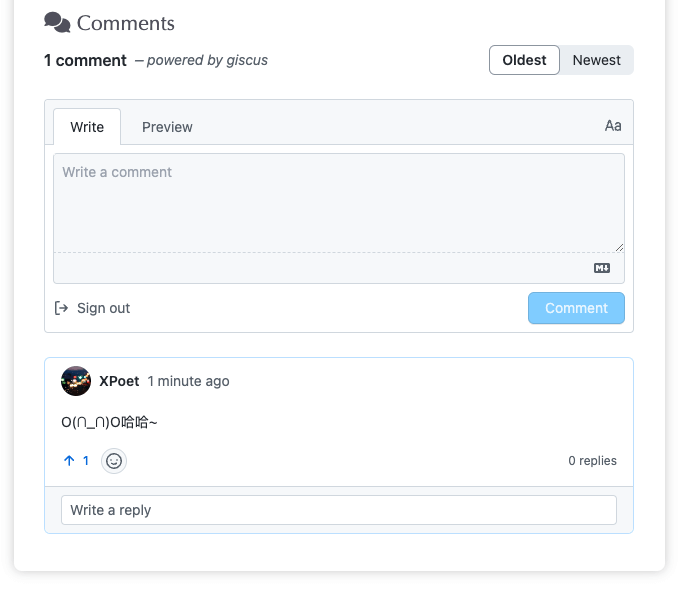 Comments
1 comment – powered by giscus
Oldest Newest
Write Preview Aa
Write a comment
M↓
Sign out Comment
XPoet 1 minute ago
O(∩_∩)O哈哈~
↑ 1 0 replies
Write a reply